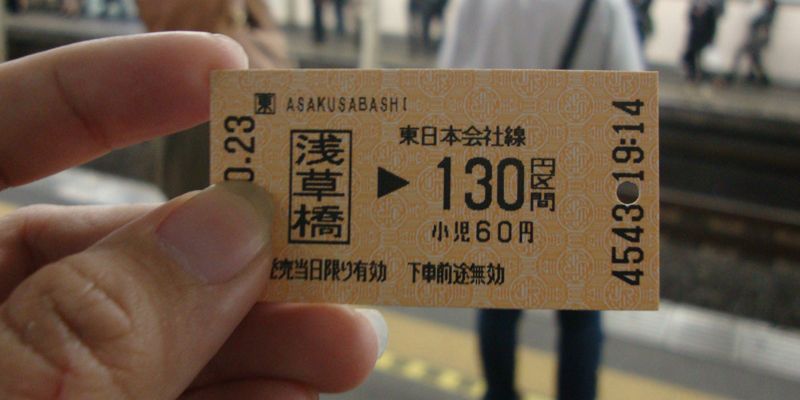 東 ASAKUSABASHI
0.23
浅草橋
東日本会社線
▶ 130円区間
小児60円
売当日限り有効 下車前途無効
4543 19:14